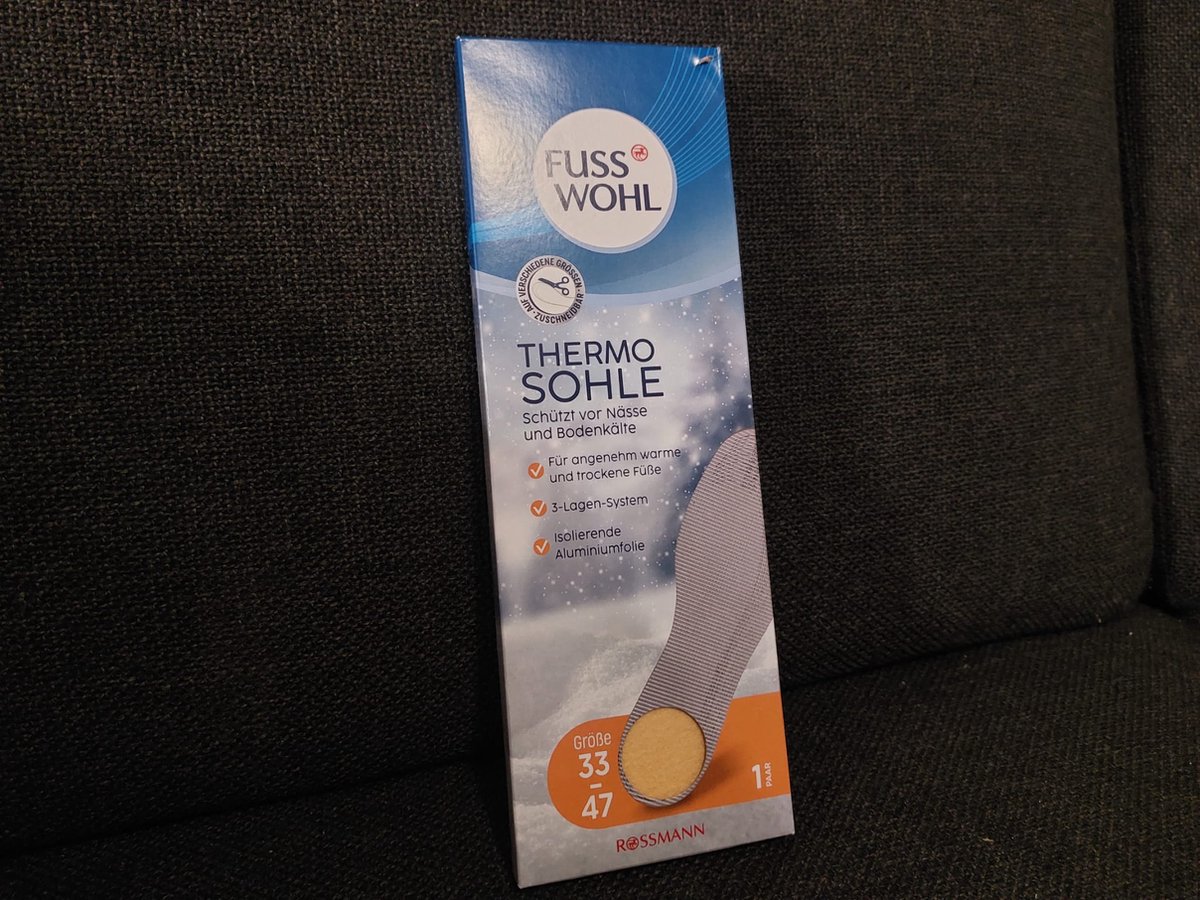 FUSS
WOHL
AUF VERSCHIEDENE GRÖSSEN
· ZUSCHNEIDBAR ·
THERMO
SOHLE
Schützt vor Nässe
und Bodenkälte
Für angenehm warme
und trockene Füße
3-Lagen-System
Isolierende
Aluminiumfolie
Größe
33
-
47
1 PAAR
ROSSMANN